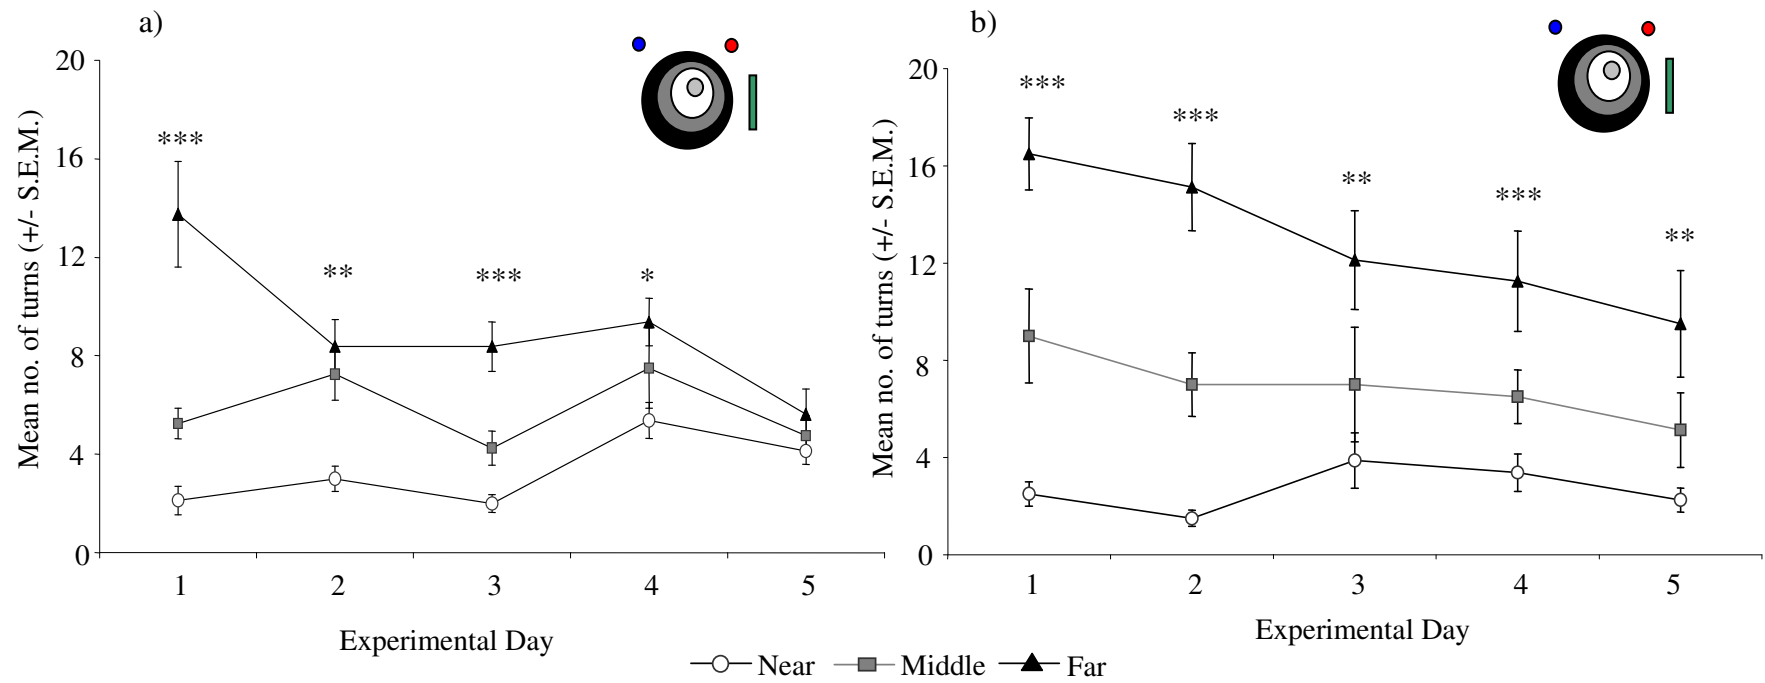 a)
20
16
12
8
4
0
Mean no. of turns (+/- S.E.M.)
***
**
***
*
1 2 3 4 5
Experimental Day
b)
20
16
12
8
4
0
Mean no. of turns (+/- S.E.M.)
***
***
**
***
**
1 2 3 4 5
Experimental Day
Near Middle Far